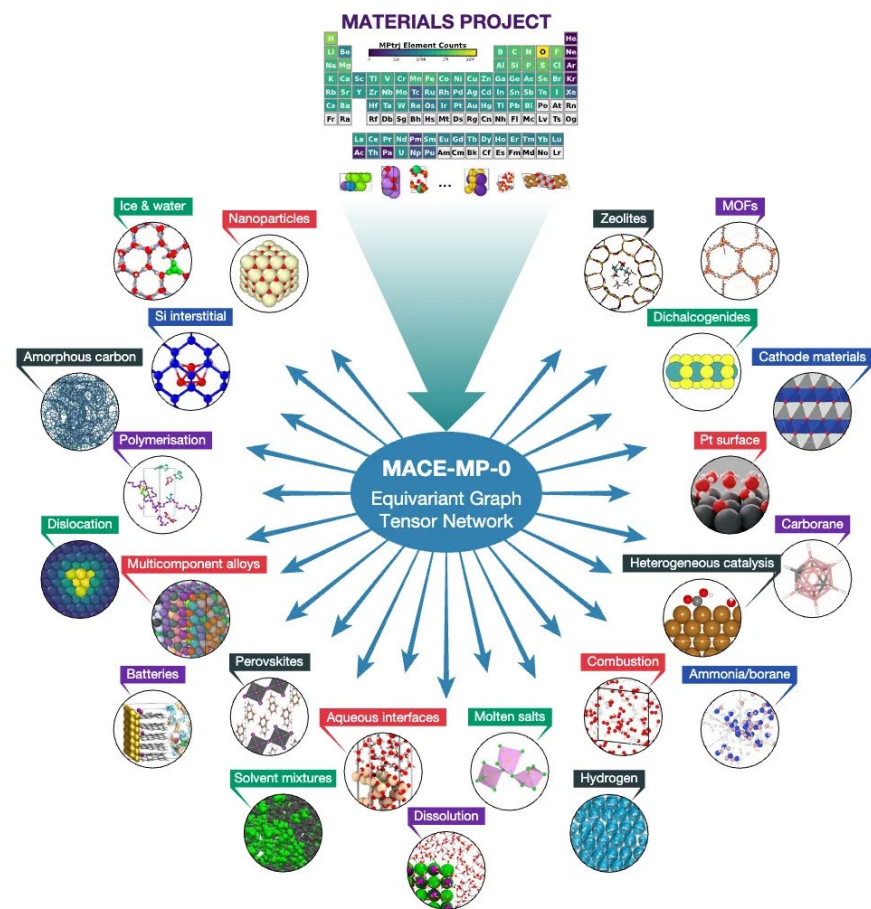 MATERIALS PROJECT
MPtrj Element Counts
H He
Li Be B C N O F Ne
Na Mg Al Si P S Cl Ar
K Ca Sc Ti V Cr Mn Fe Co Ni Cu Zn Ga Ge As Se Br Kr
Rb Sr Y Zr Nb Mo Tc Ru Rh Pd Ag Cd In Sn Sb Te I Xe
Cs Ba Hf Ta W Re Os Ir Pt Au Hg Tl Pb Bi Po At Rn
Fr Ra Rf Db Sg Bh Hs Mt Ds Rg Cn Nh Fl Mc Lv Ts Og
La Ce Pr Nd Pm Sm Eu Gd Tb Dy Ho Er Tm Yb Lu
Ac Th Pa U Np Pu Am Cm Bk Cf Es Fm Md No Lr
...
Ice & water
Nanoparticles
Zeolites
MOFs
Si interstitial
Dichalcogenides
Amorphous carbon
Cathode materials
Polymerisation
Pt surface
MACE-MP-0
Equivariant Graph
Tensor Network
Dislocation
Carborane
Multicomponent alloys
Heterogeneous catalysis
Batteries
Perovskites
Combustion
Ammonia/borane
Aqueous interfaces
Molten salts
Solvent mixtures
Hydrogen
Dissolution